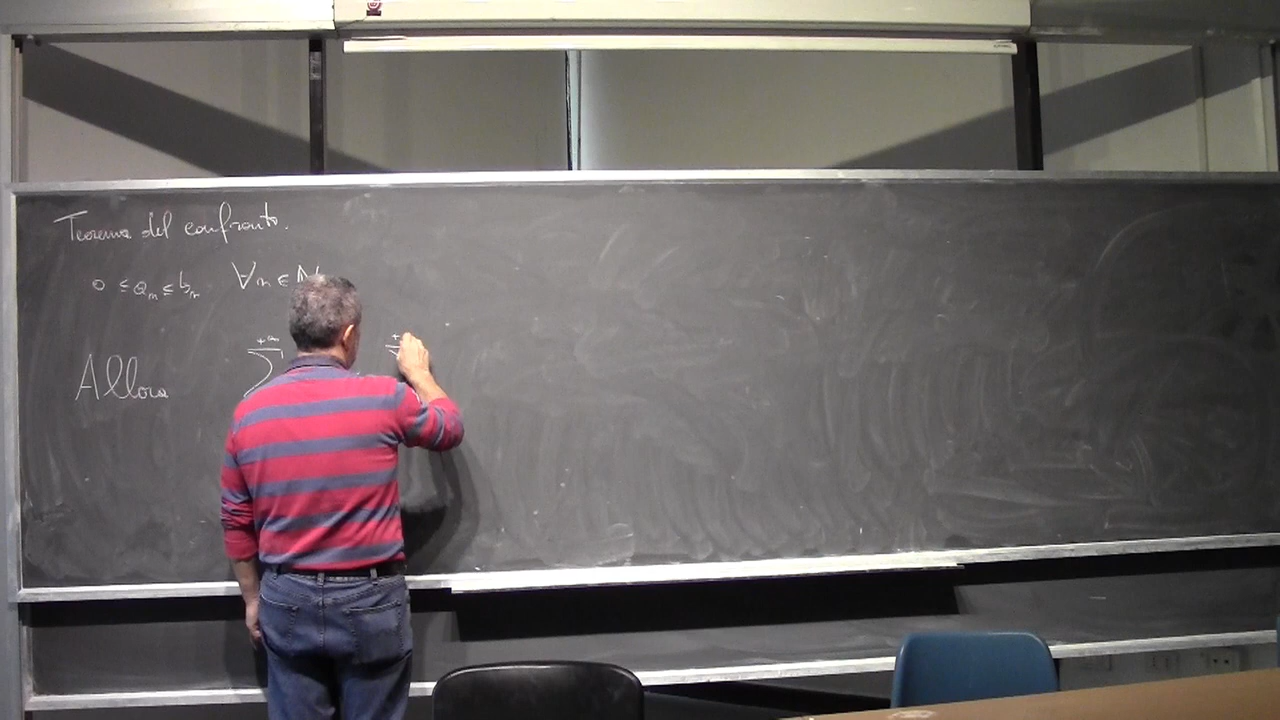 Teorema del confronto.
0 ≤ a_n ≤ b_n ∀n ∈ N
Allora +∞ ∑ +